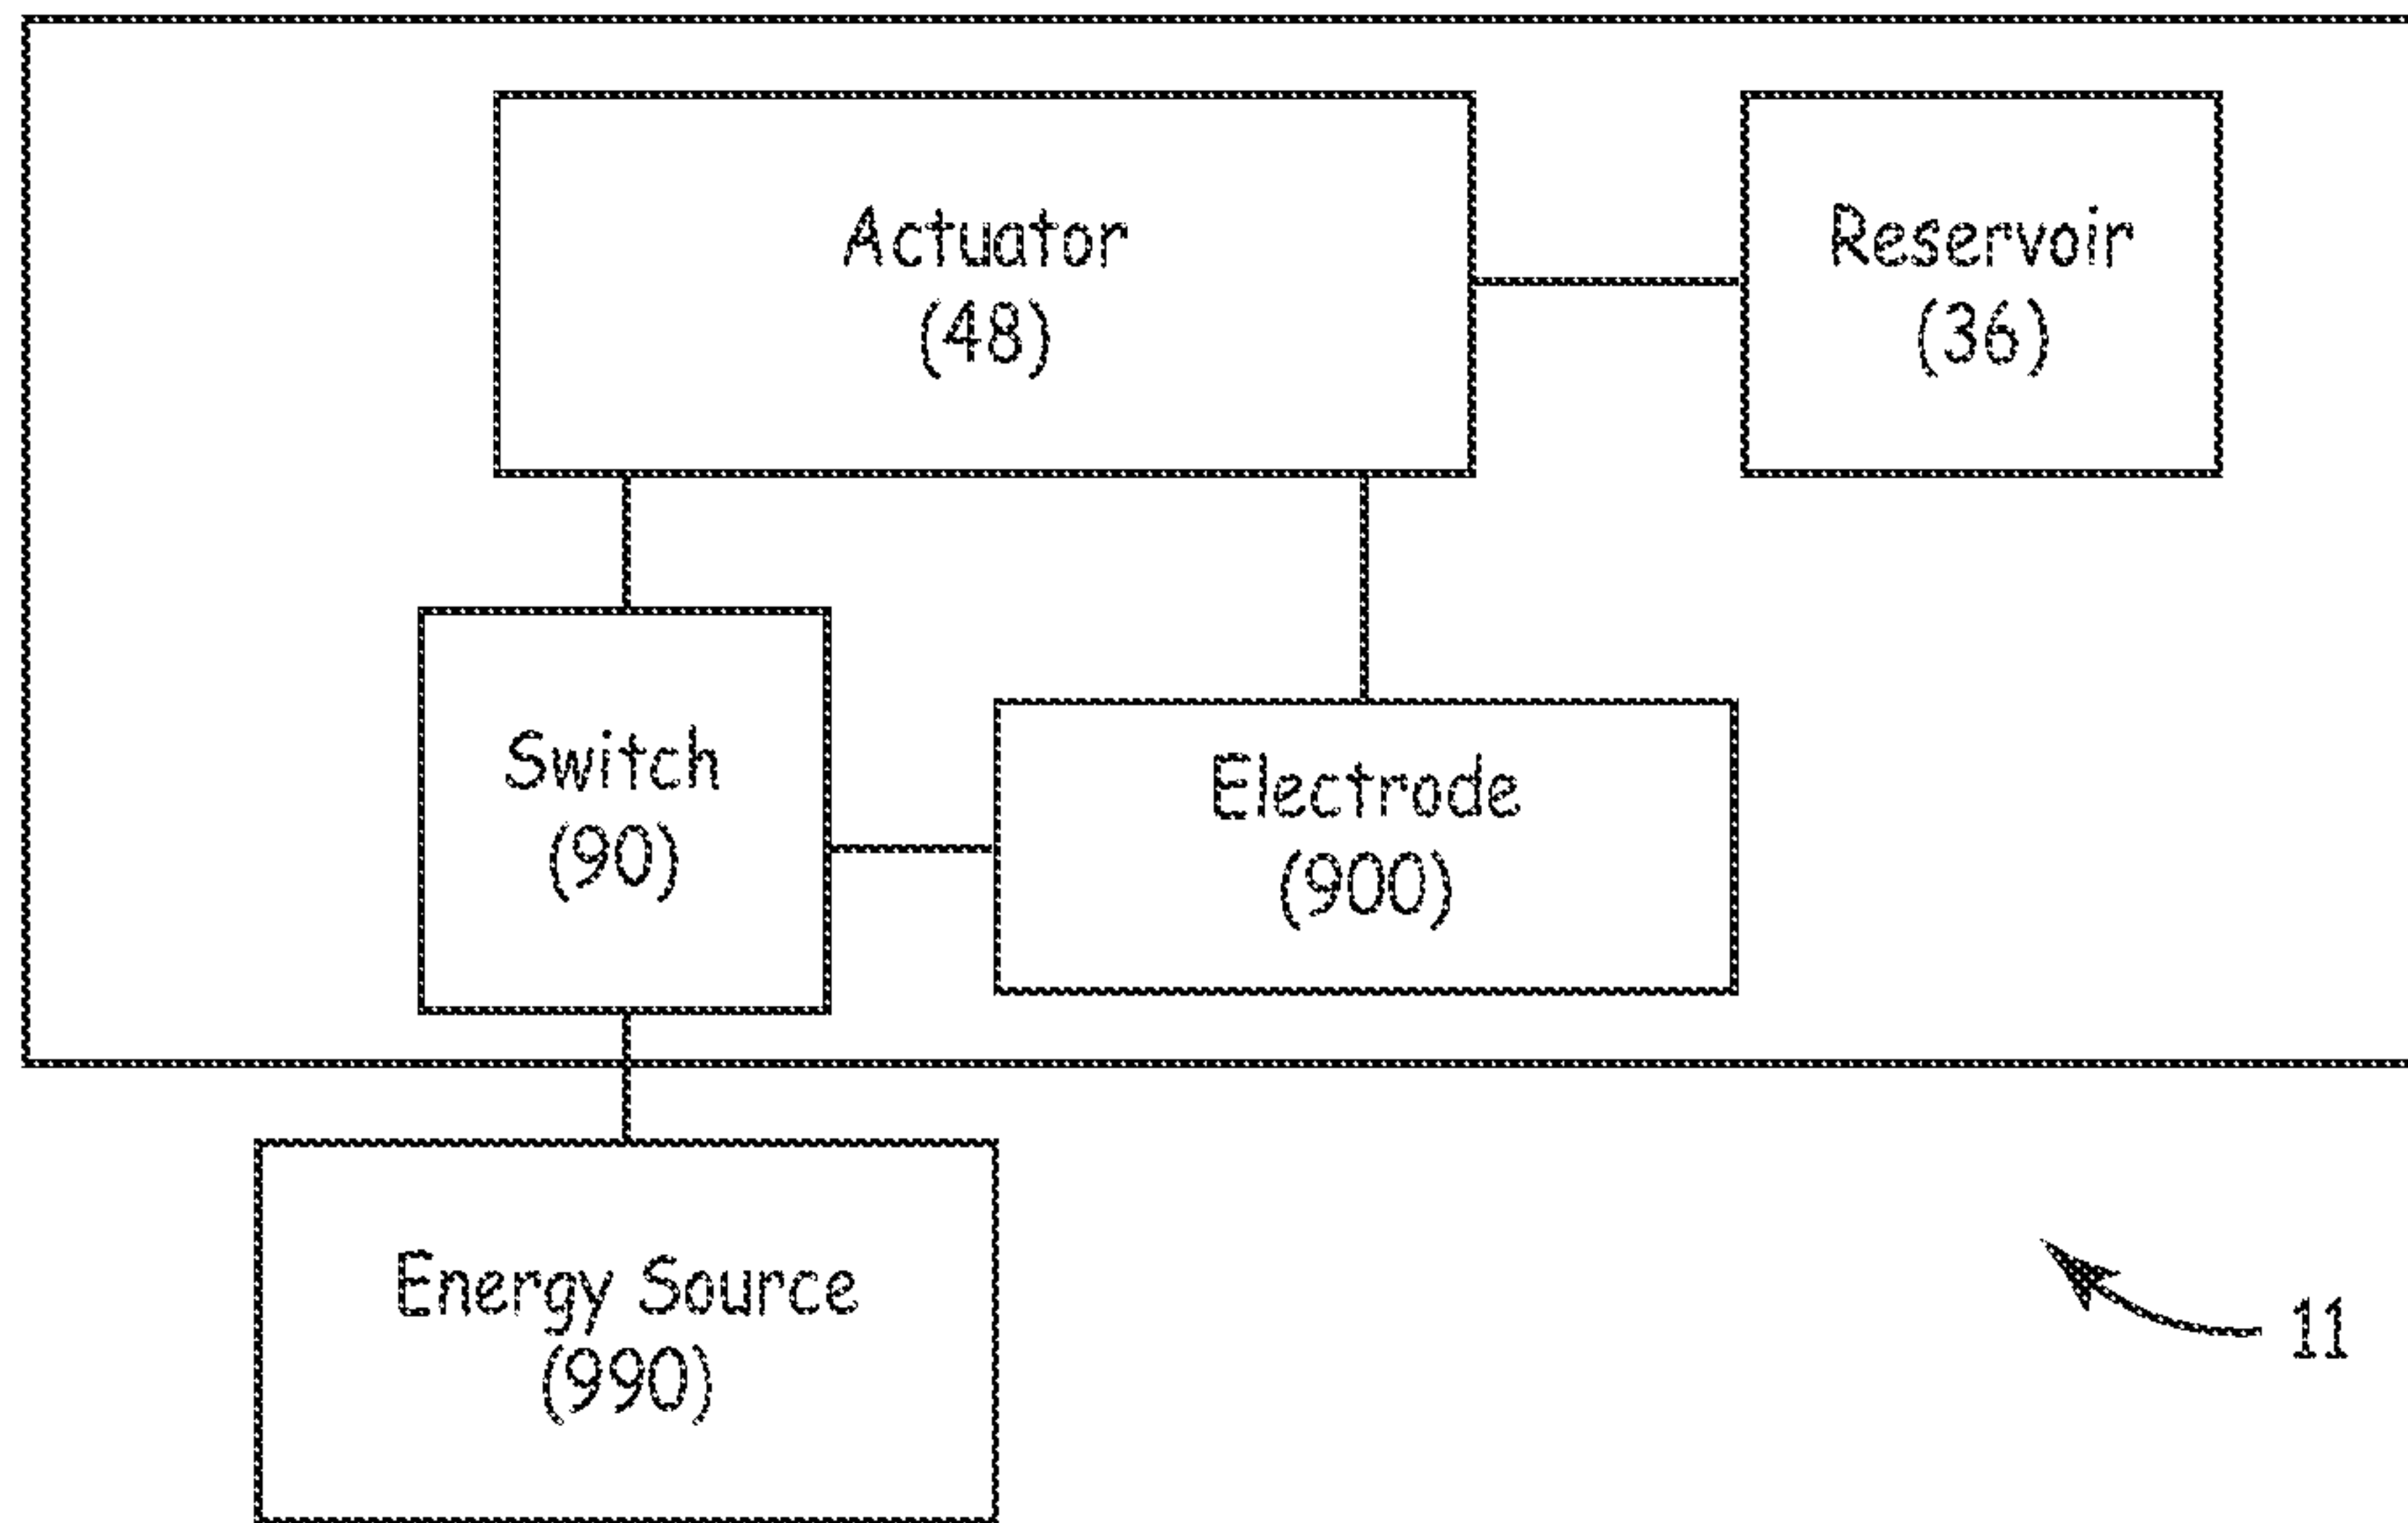 Actuator
(48)
Reservoir
(36)
Switch
(90)
Electrode
(900)
Energy Source
(990)
11